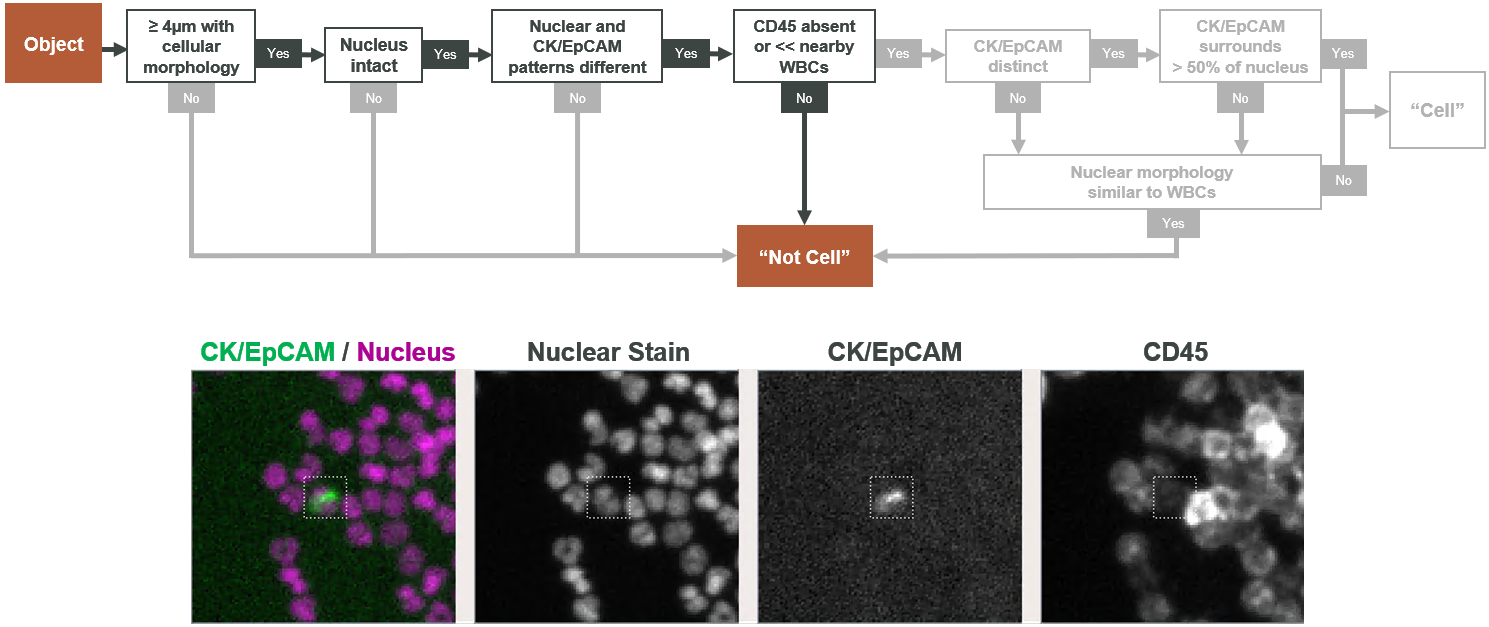 Object
≥ 4µm with
cellular
morphology
Yes
No
Nucleus
intact
Yes
No
Nuclear and
CK/EpCAM
patterns different
Yes
No
CD45 absent
or << nearby
WBCs
Yes
No
CK/EpCAM
distinct
Yes
No
CK/EpCAM
surrounds
> 50% of nucleus
Yes
No
“Cell”
Nuclear morphology
similar to WBCs
No
Yes
“Not Cell”
CK/EpCAM / Nucleus
Nuclear Stain
CK/EpCAM
CD45